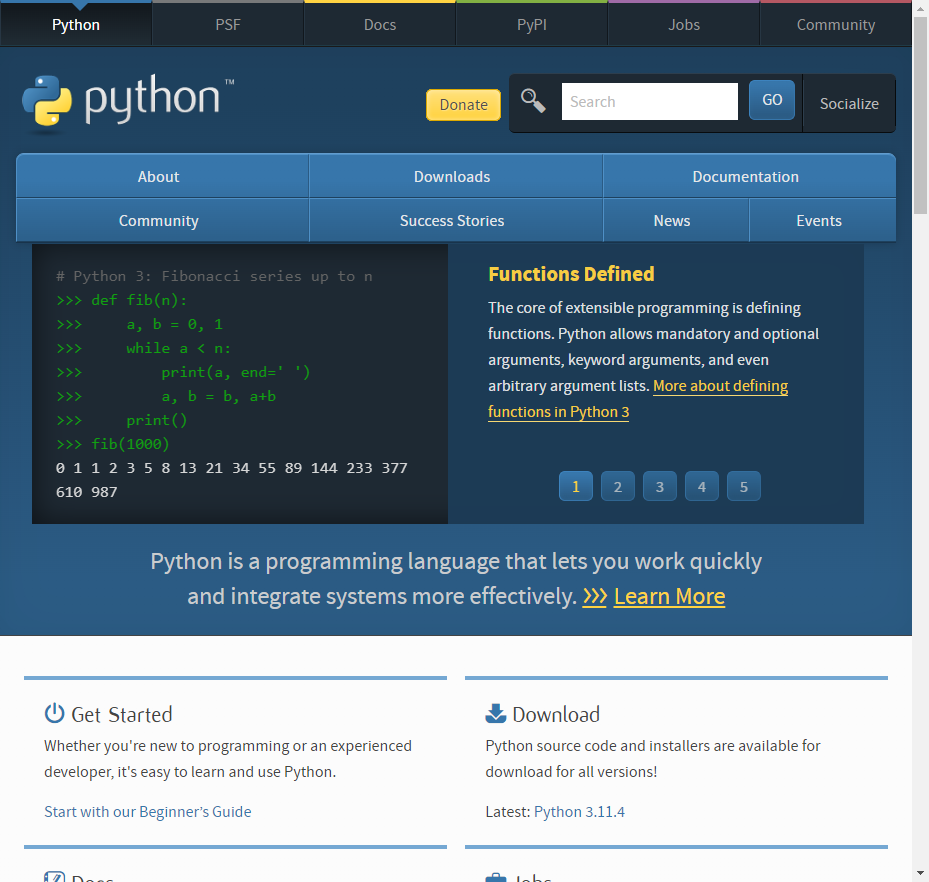 Python PSF Docs PyPI Jobs Community
python™
Donate Search GO Socialize
About Downloads Documentation
Community Success Stories News Events
# Python 3: Fibonacci series up to n
>>> def fib(n):
>>>     a, b = 0, 1
>>>     while a < n:
>>>         print(a, end=' ')
>>>         a, b = b, a+b
>>>     print()
>>> fib(1000)
0 1 1 2 3 5 8 13 21 34 55 89 144 233 377
610 987
Functions Defined
The core of extensible programming is defining
functions. Python allows mandatory and optional
arguments, keyword arguments, and even
arbitrary argument lists. More about defining
functions in Python 3
1 2 3 4 5
Python is a programming language that lets you work quickly
and integrate systems more effectively. >>> Learn More
Get Started
Whether you're new to programming or an experienced
developer, it's easy to learn and use Python.
Start with our Beginner’s Guide
Download
Python source code and installers are available for
download for all versions!
Latest: Python 3.11.4
Docs
Jobs